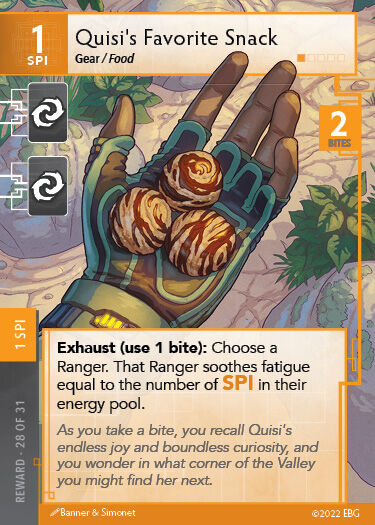 1
SPI
Quisi's Favorite Snack
Gear / Food
2
BITES
1 SPI
REWARD - 28 OF 31
Exhaust (use 1 bite): Choose a
Ranger. That Ranger soothes fatigue
equal to the number of SPI in their
energy pool.
As you take a bite, you recall Quisi's
endless joy and boundless curiosity, and
you wonder in what corner of the Valley
you might find her next.
Banner & Simonet
©2022 EBG